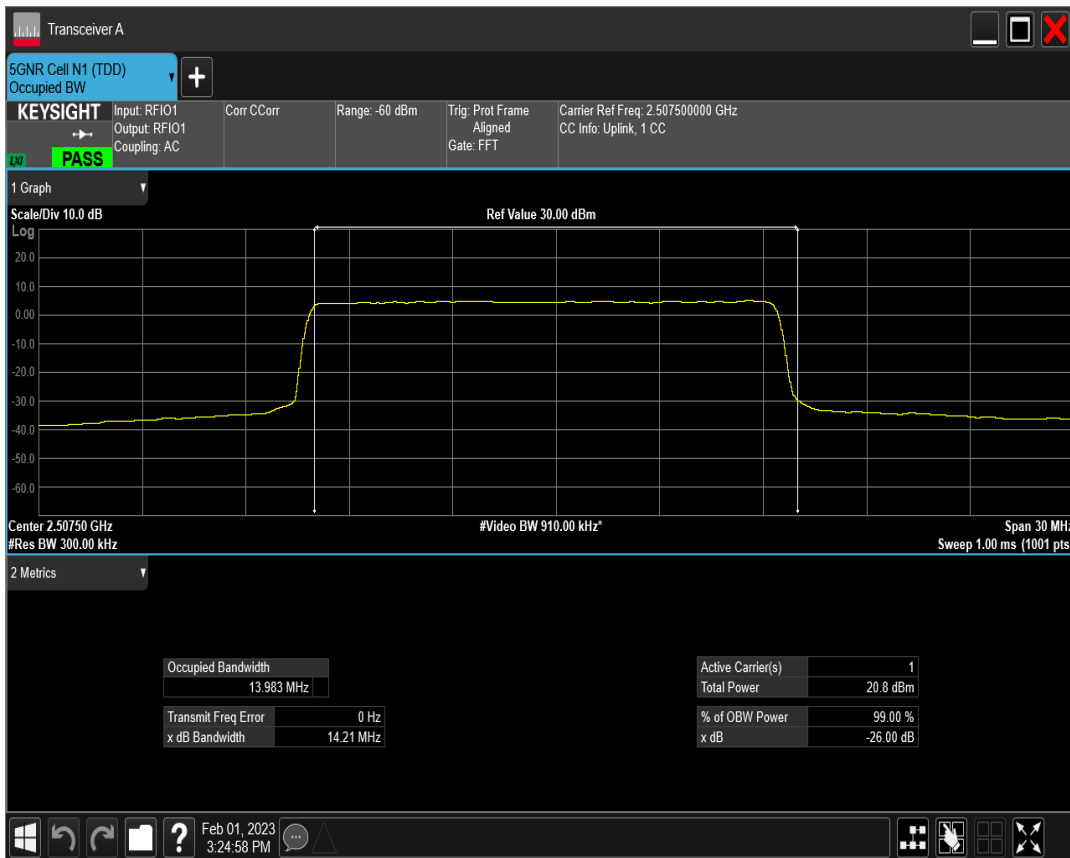 Transceiver A
5GNR Cell N1 (TDD)
Occupied BW
+
KEYSIGHT
LXI
PASS
Input: RFIO1
Output: RFIO1
Coupling: AC
Corr CCorr
Range: -60 dBm
Trig: Prot Frame
Aligned
Gate: FFT
Carrier Ref Freq: 2.507500000 GHz
CC Info: Uplink, 1 CC
1 Graph
Scale/Div 10.0 dB
Ref Value 30.00 dBm
Log
20.0
10.0
0.00
-10.0
-20.0
-30.0
-40.0
-50.0
-60.0
Center 2.50750 GHz
#Video BW 910.00 kHz*
Span 30 MHz
#Res BW 300.00 kHz
Sweep 1.00 ms (1001 pts
2 Metrics
Occupied Bandwidth
13.983 MHz
Transmit Freq Error 0 Hz
x dB Bandwidth 14.21 MHz
Active Carrier(s) 1
Total Power 20.8 dBm
% of OBW Power 99.00 %
x dB -26.00 dB
?
Feb 01, 2023
3:24:58 PM